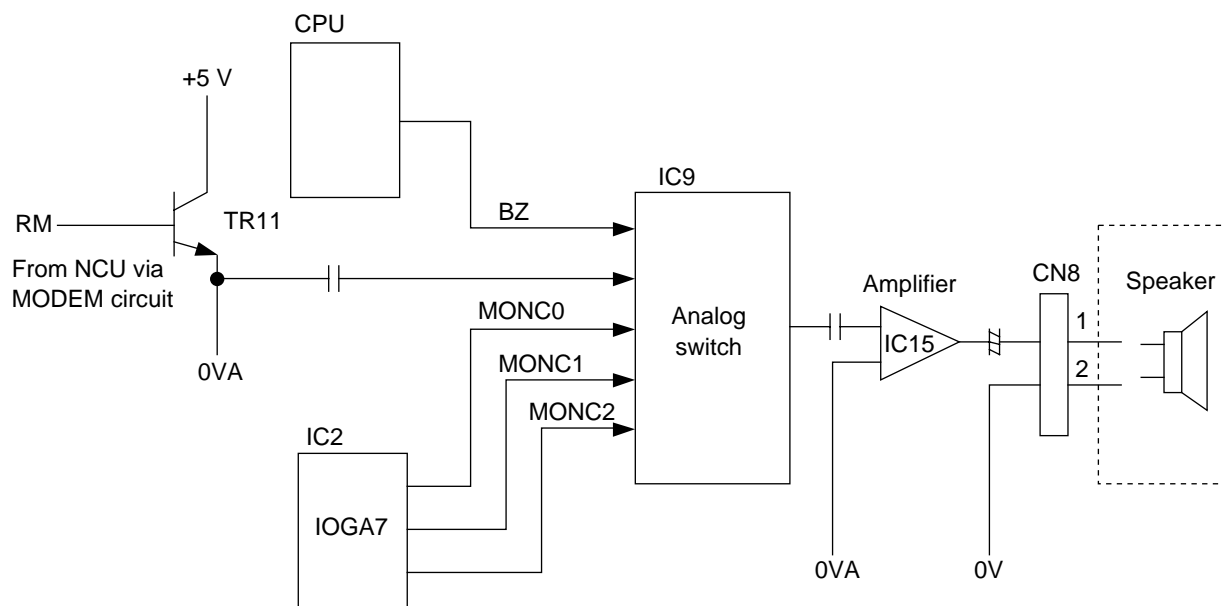 CPU
+5 V
IC9
RM
TR11
BZ
From NCU via
MODEM circuit
Amplifier
CN8
Speaker
MONC0
Analog
switch
IC15
1
0VA
MONC1
2
MONC2
IC2
IOGA7
0VA
0V